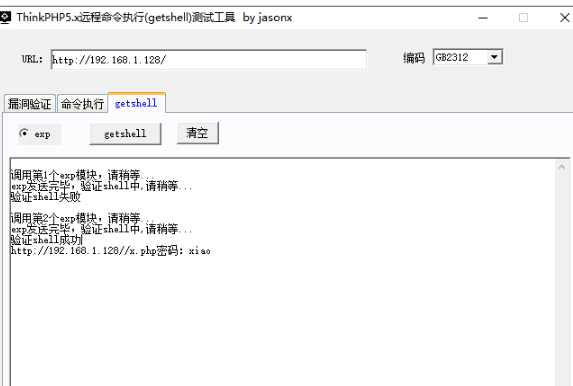 ThinkPHP5.x远程命令执行(getshell)测试工具 by jasonx
URL: http://192.168.1.128/ 编码 GB2312
漏洞验证 命令执行 getshell
exp getshell 清空
调用第1个exp模块，请稍等...
exp发送完毕，验证shell中,请稍等...
验证shell失败
调用第2个exp模块，请稍等...
exp发送完毕，验证shell中,请稍等...
验证shell成功
http://192.168.1.128//x.php密码：xiao